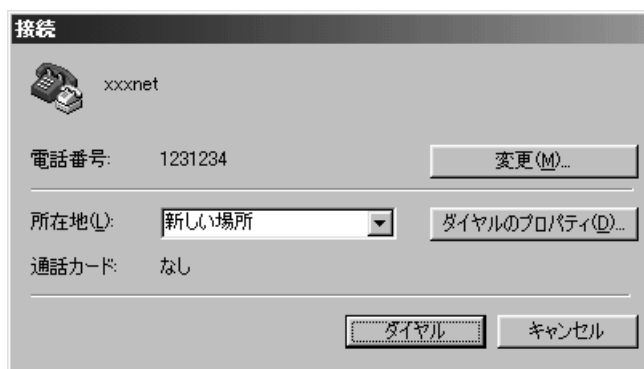 接続
xxxnet
電話番号: 1231234 変更(M)...
所在地(L): 新しい場所 ダイヤルのプロパティ(D)...
通話カード: なし
ダイヤル キャンセル